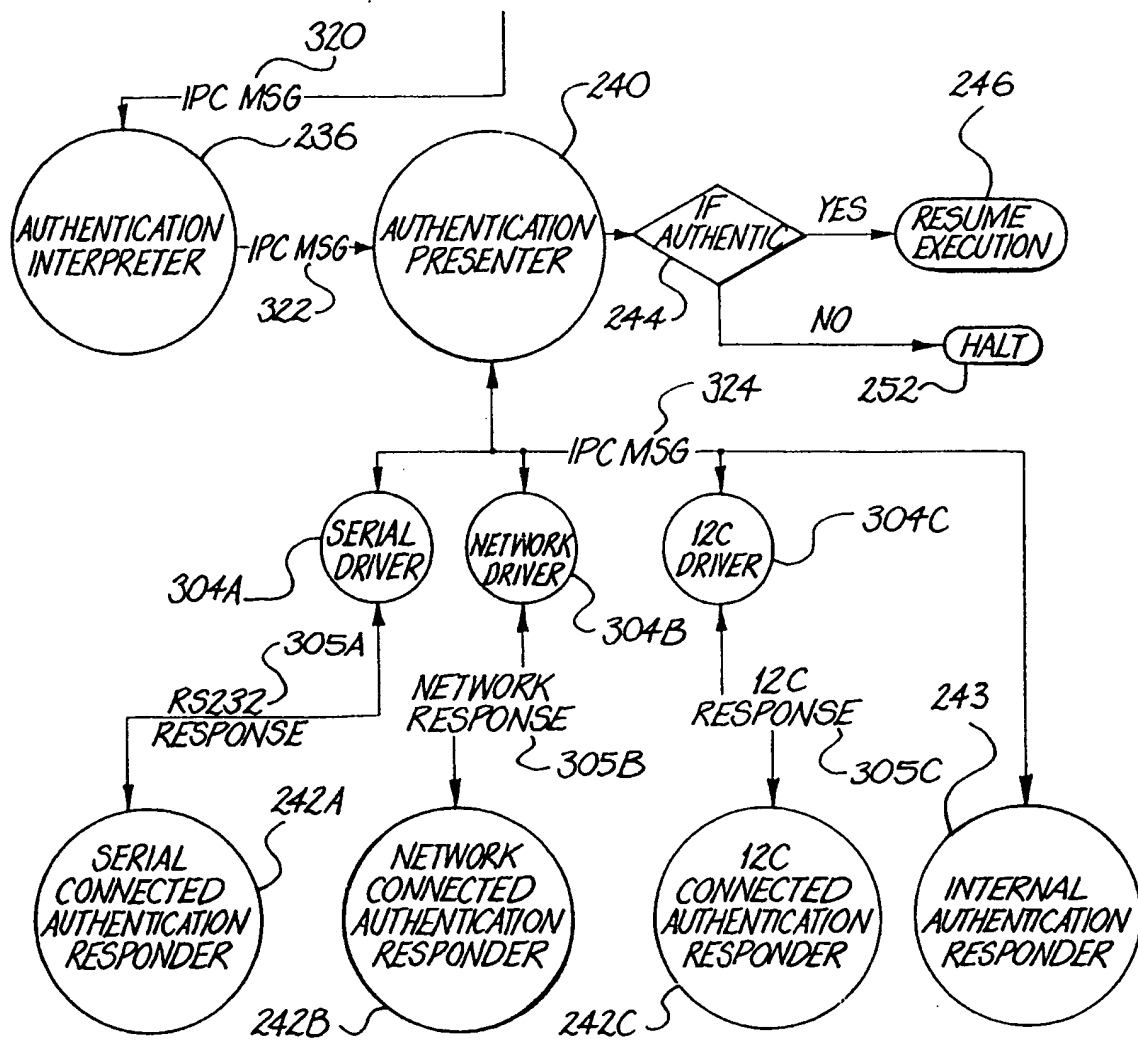 320
IPC MSG
236
240
246
AUTHENTICATION
INTERPRETER
IPC MSG
322
AUTHENTICATION
PRESENTER
IF
AUTHENTIC
244
YES
RESUME
EXECUTION
NO
HALT
252
324
IPC MSG
SERIAL
DRIVER
304A
NETWORK
DRIVER
304B
12C
DRIVER
304C
305A
RS232
RESPONSE
NETWORK
RESPONSE
305B
12C
RESPONSE
305C
243
242A
SERIAL
CONNECTED
AUTHENTICATION
RESPONDER
NETWORK
CONNECTED
AUTHENTICATION
RESPONDER
242B
12C
CONNECTED
AUTHENTICATION
RESPONDER
242C
INTERNAL
AUTHENTICATION
RESPONDER